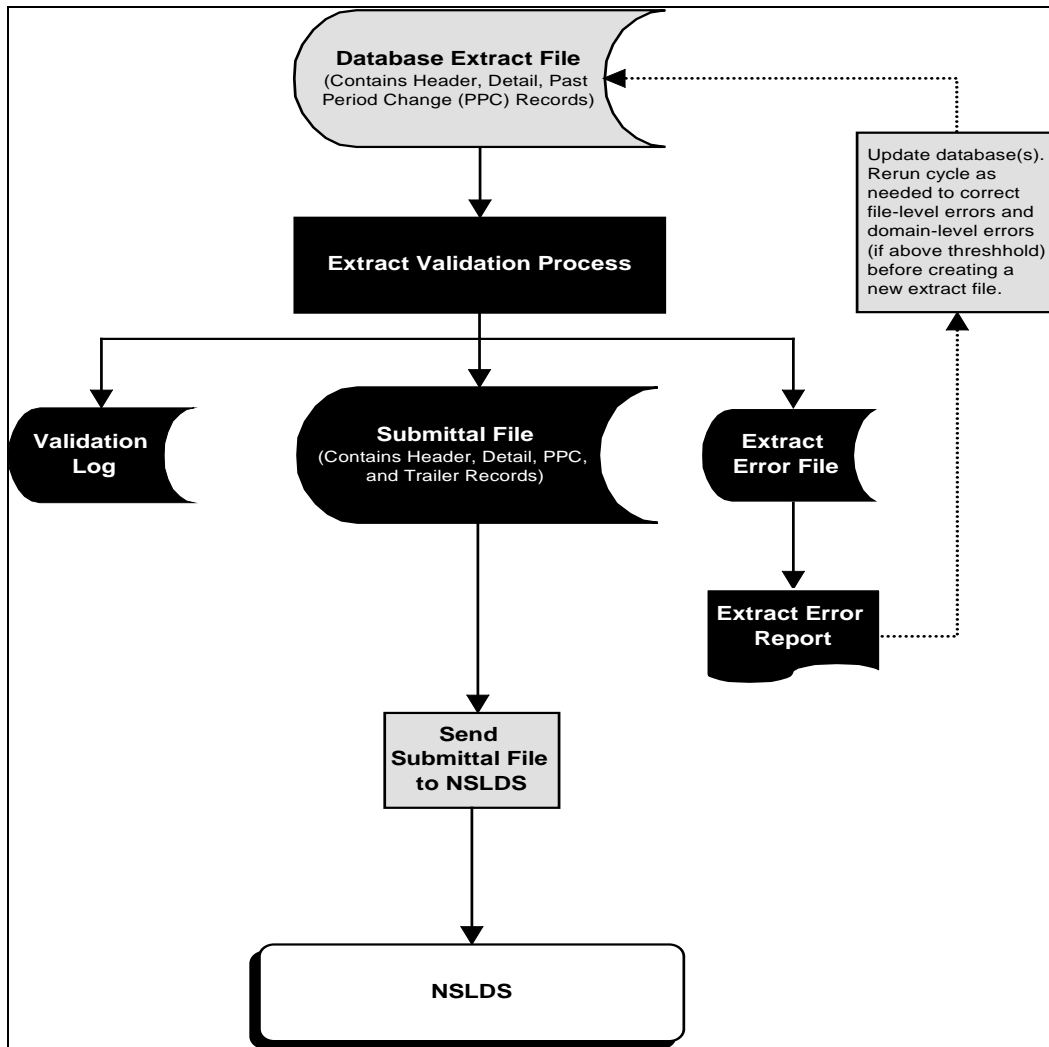 Database Extract File
(Contains Header, Detail, Past
Period Change (PPC) Records)
Update database(s).
Rerun cycle as
needed to correct
file-level errors and
domain-level errors
(if above threshhold)
before creating a
new extract file.
Extract Validation Process
Validation
Log
Submittal File
(Contains Header, Detail, PPC,
and Trailer Records)
Extract
Error File
Extract Error
Report
Send
Submittal File
to NSLDS
NSLDS